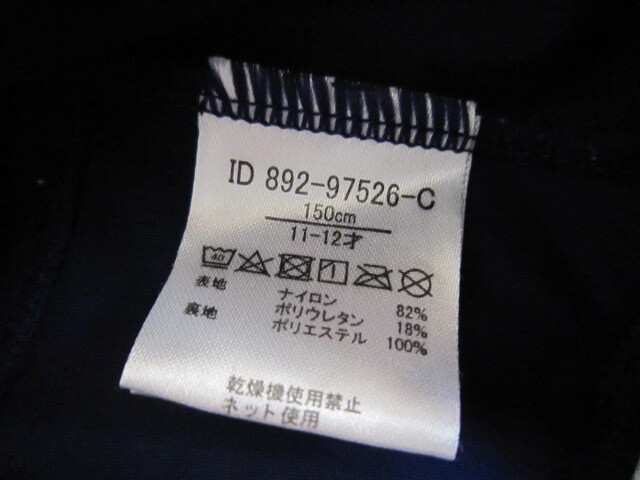 ID 892-97526-C
150cm
11-12才
40
表地 ナイロン 82%
ポリウレタン 18%
裏地 ポリエステル 100%
乾燥機使用禁止
ネット使用